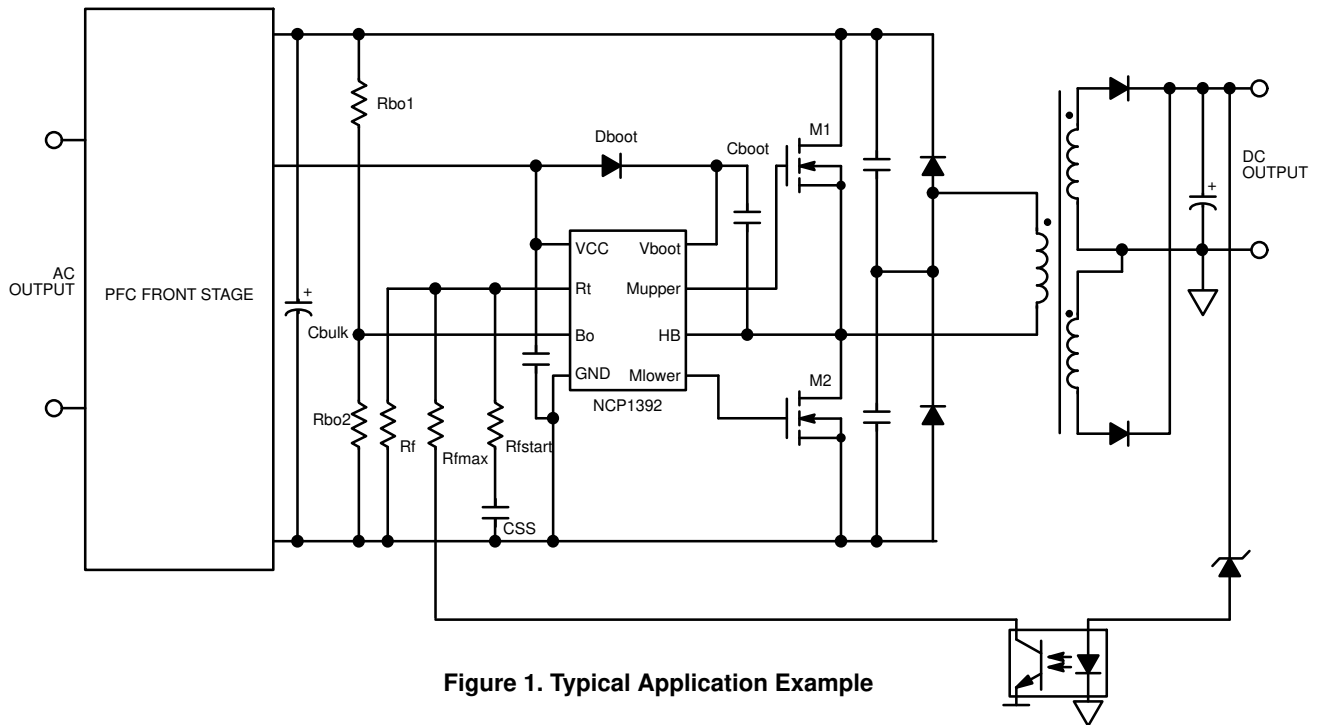 Rbo1
Dboot
Cboot
M1
DC
OUTPUT
AC
OUTPUT
PFC FRONT STAGE
+
+
VCC
Vboot
Rt
Mupper
Cbulk
Bo
HB
GND
Mlower
M2
NCP1392
Rbo2
Rf
Rfmax
Rfstart
CSS
Figure 1. Typical Application Example